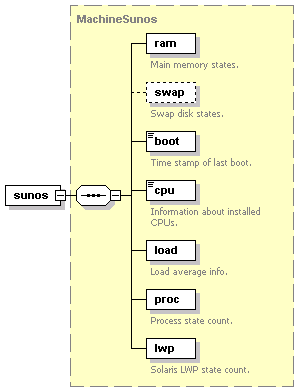 MachineSunos
ram
Main memory states.
swap
Swap disk states.
boot
Time stamp of last boot.
sunos
cpu
Information about installed
CPUs.
load
Load average info.
proc
Process state count.
lwp
Solaris LWP state count.